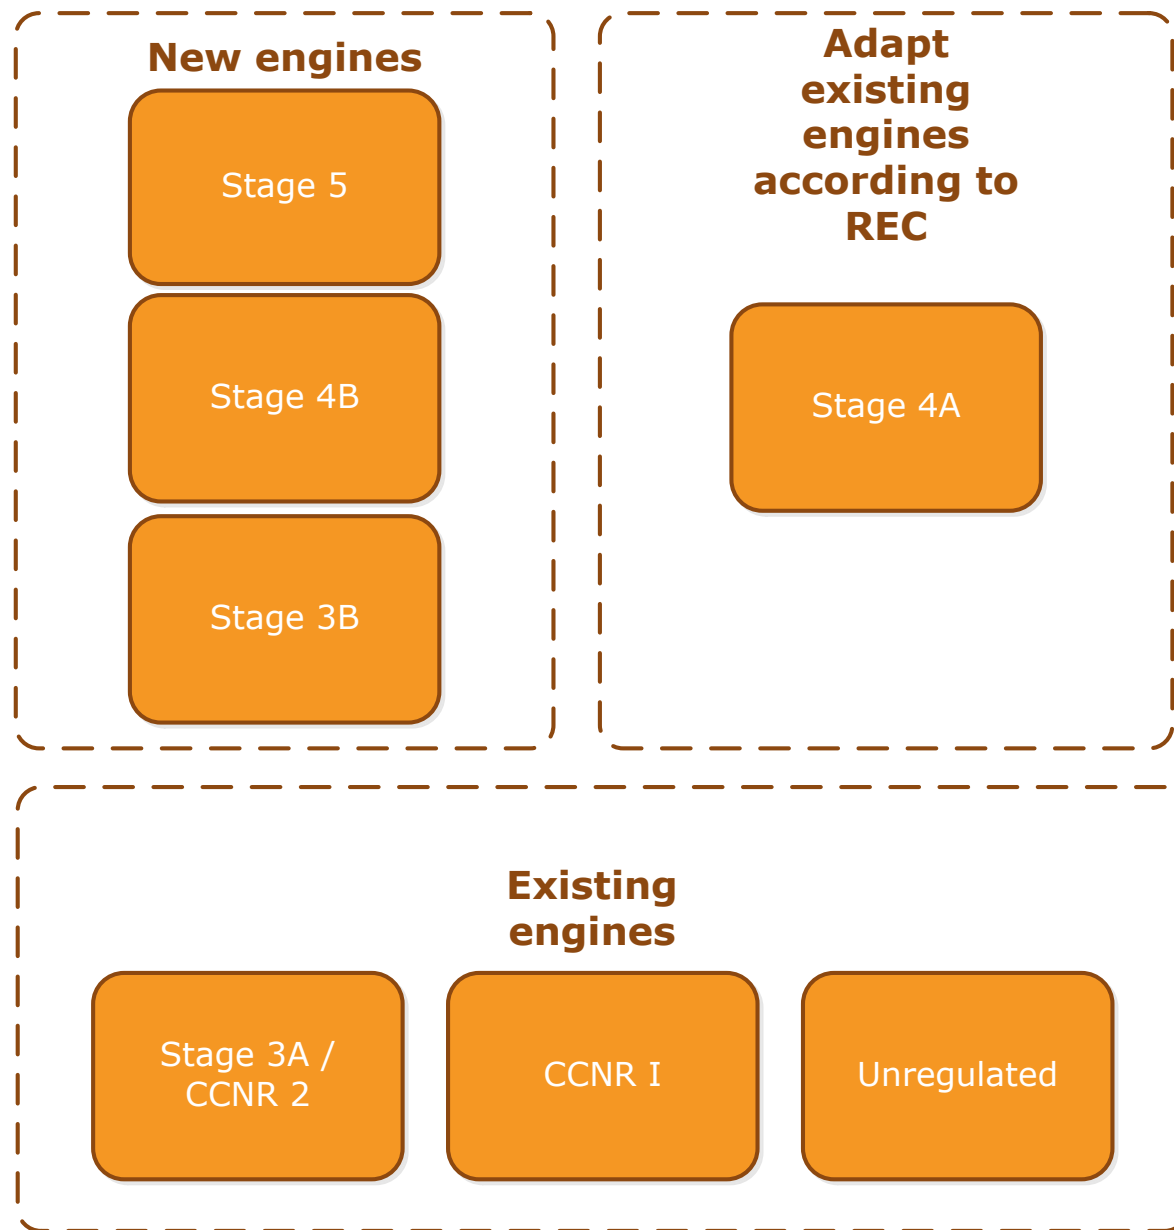 New engines
Stage 5
Stage 4B
Stage 3B
Adapt
existing
engines
according to
REC
Stage 4A
Existing
engines
Stage 3A /
CCNR 2
CCNR I
Unregulated